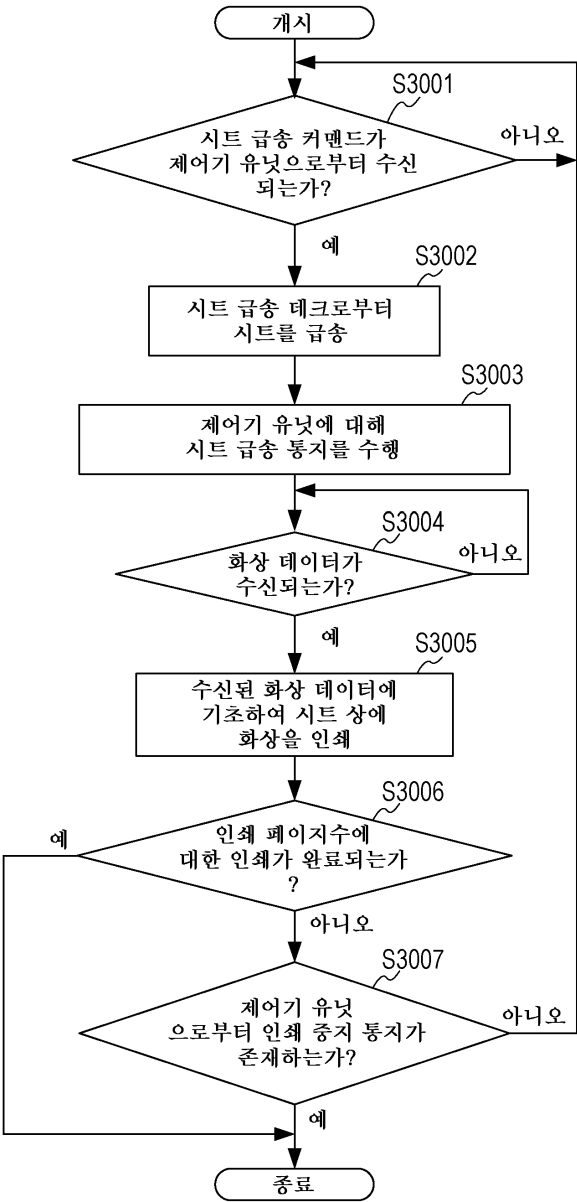 개시
S3001
시트 급송 커맨드가
제어기 유닛으로부터 수신
되는가?
아니오
예
S3002
시트 급송 데크로부터
시트를 급송
S3003
제어기 유닛에 대해
시트 급송 통지를 수행
S3004
화상 데이터가
수신되는가?
아니오
예
S3005
수신된 화상 데이터에
기초하여 시트 상에
화상을 인쇄
S3006
인쇄 페이지수에
대한 인쇄가 완료되는가
?
예
아니오
S3007
제어기 유닛
으로부터 인쇄 중지 통지가
존재하는가?
아니오
예
종료